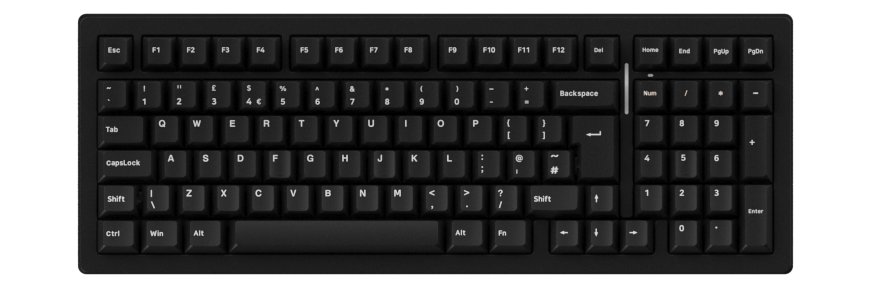 Esc F1 F2 F3 F4 F5 F6 F7 F8 F9 F10 F11 F12 Del Home End PgUp PgDn
~ ! " £ $ % ^ & * ( ) _ +
1 2 3 4 € 5 6 7 8 9 0 - = Backspace Num / * −
Tab Q W E R T Y U I O P { } 7 8 9
[ ] +
CapsLock A S D F G H J K L : @ ~ 4 5 6
; #
Shift | Z X C V B N M < > ? Shift ↑ 1 2 3
\ , . / Enter
Ctrl Win Alt Alt Fn ← ↓ → 0 .